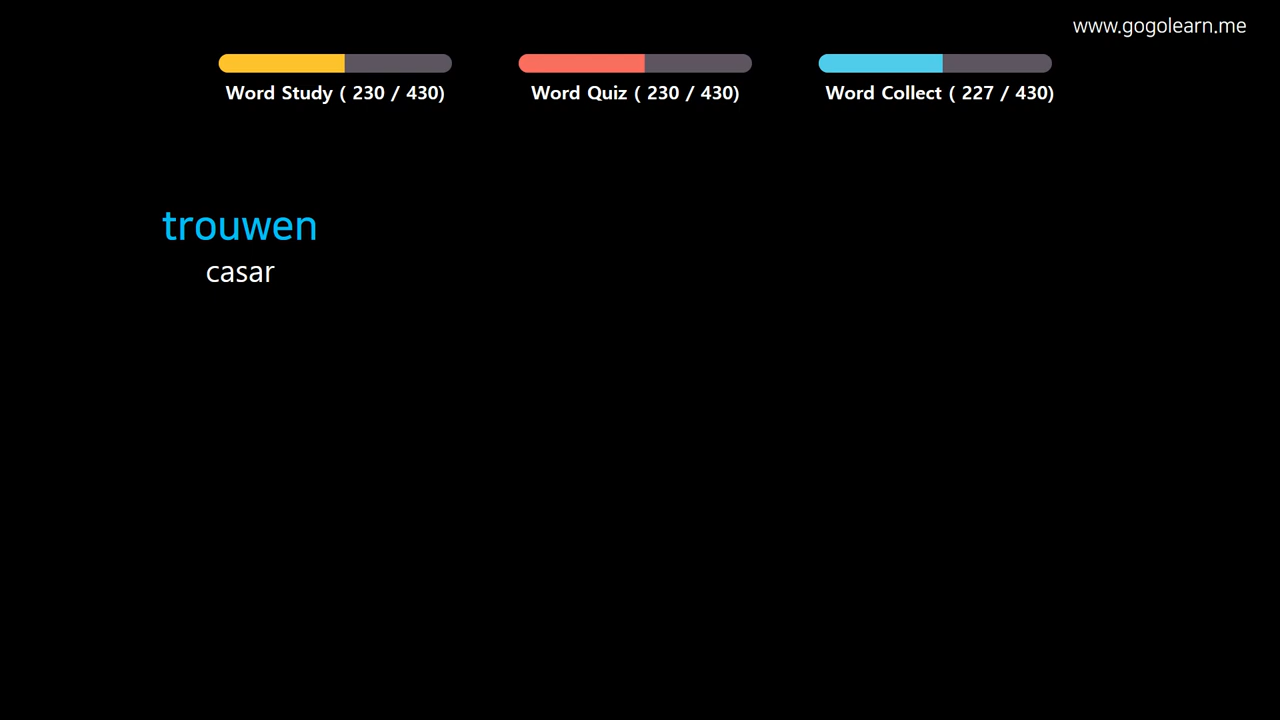 www.gogolearn.me
Word Study ( 230 / 430)
Word Quiz ( 230 / 430)
Word Collect ( 227 / 430)
trouwen
casar